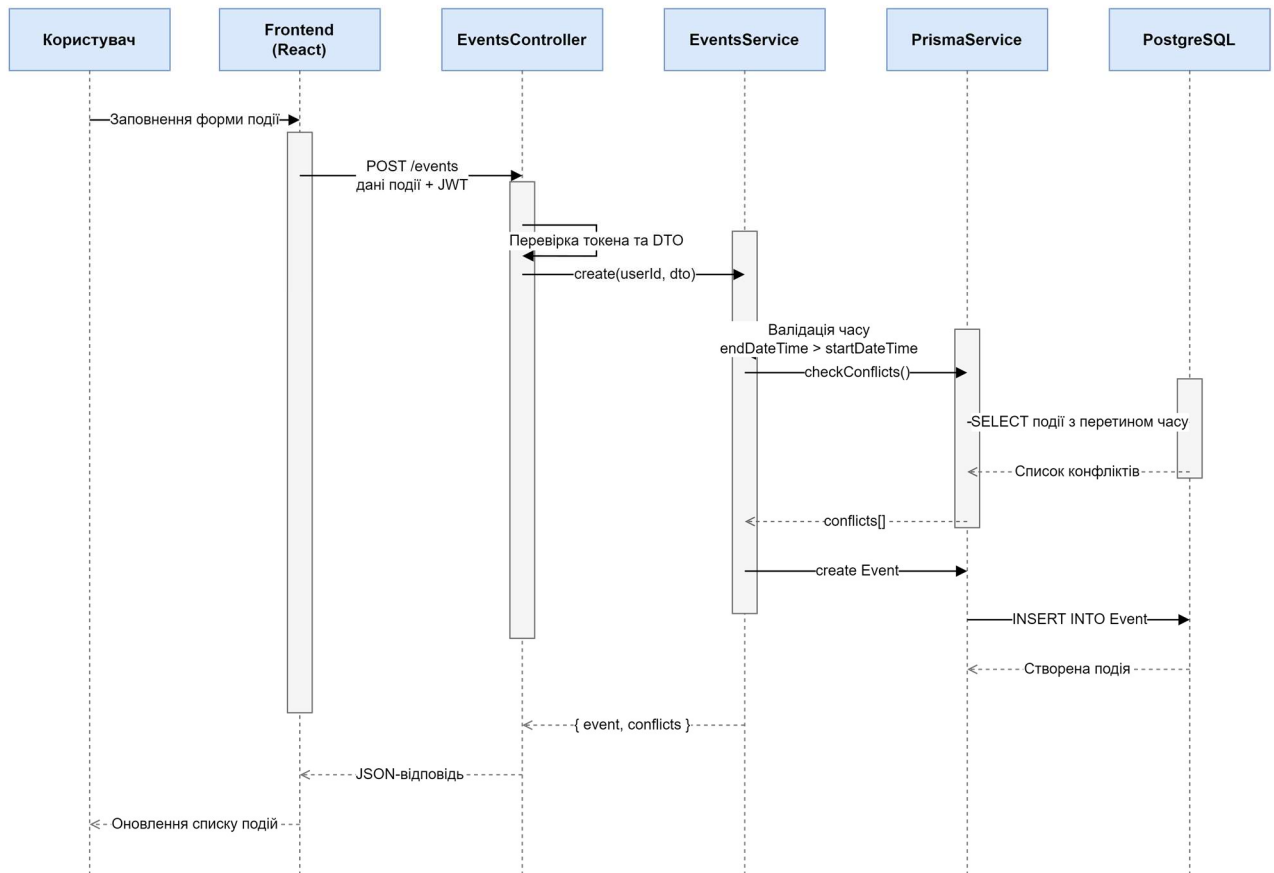 Користувач
Frontend
(React)
EventsController
EventsService
PrismaService
PostgreSQL
Заповнення форми події
POST /events
дані події + JWT
Перевірка токена та DTO
create(userId, dto)
Валідація часу
endDateTime > startDateTime
checkConflicts()
SELECT події з перетином часу
Список конфліктів
conflicts[]
create Event
INSERT INTO Event
Створена подія
{ event, conflicts }
JSON-відповідь
Оновлення списку подій